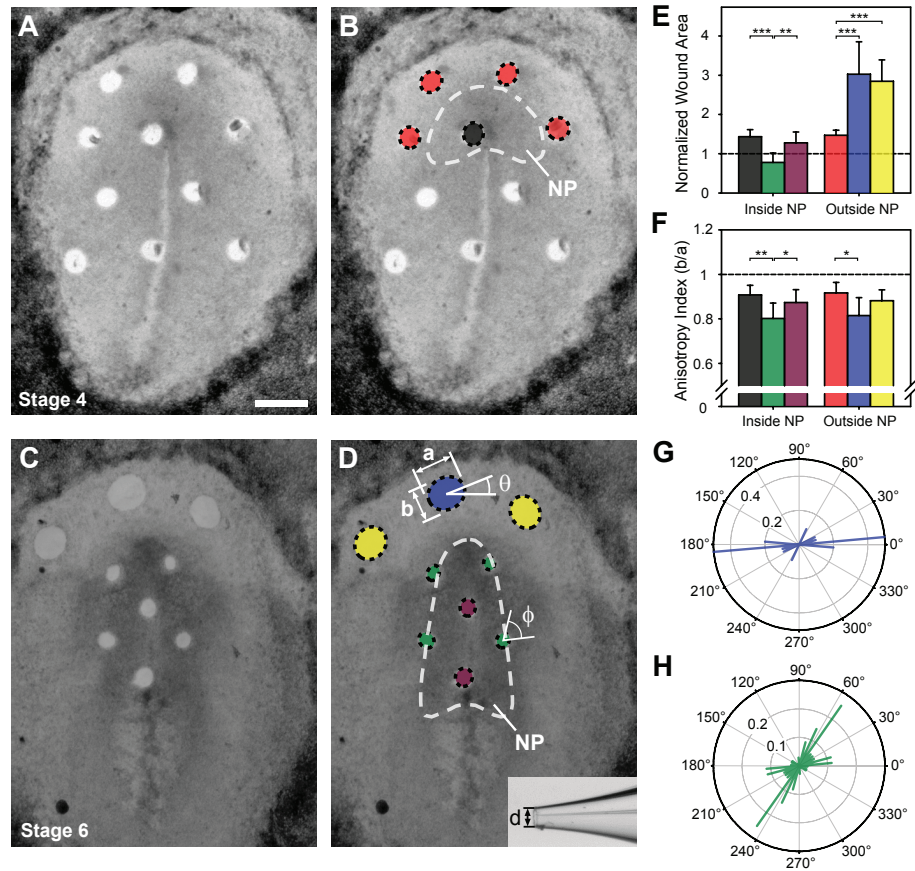 A
Stage 4
B
NP
C
Stage 6
D
a
b
θ
ϕ
NP
d
E
Normalized Wound Area
4
3
2
1
0
***
**
***
***
Inside NP
Outside NP
F
Anisotropy Index (b/a)
1.2
1
0.8
0.6
0
**
*
*
Inside NP
Outside NP
G
90°
120°
60°
150°
30°
0.4
0.2
180°
0°
210°
330°
240°
300°
270°
H
90°
120°
60°
150°
30°
0.2
0.1
180°
0°
210°
330°
240°
300°
270°